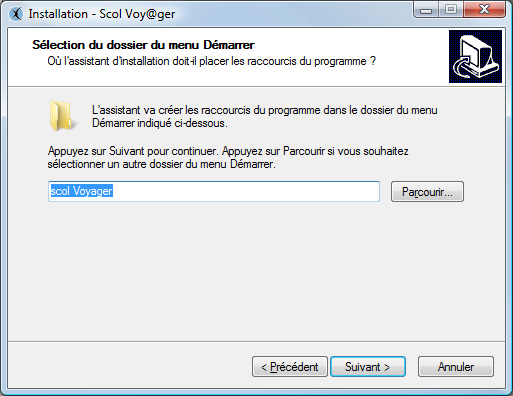 Installation - Scol Voy@ger
Sélection du dossier du menu Démarrer
Où l'assistant d'installation doit-il placer les raccourcis du programme ?
L'assistant va créer les raccourcis du programme dans le dossier du menu
Démarrer indiqué ci-dessous.
Appuyez sur Suivant pour continuer. Appuyez sur Parcourir si vous souhaitez
sélectionner un autre dossier du menu Démarrer.
scol Voyager
Parcourir...
< Précédent
Suivant >
Annuler